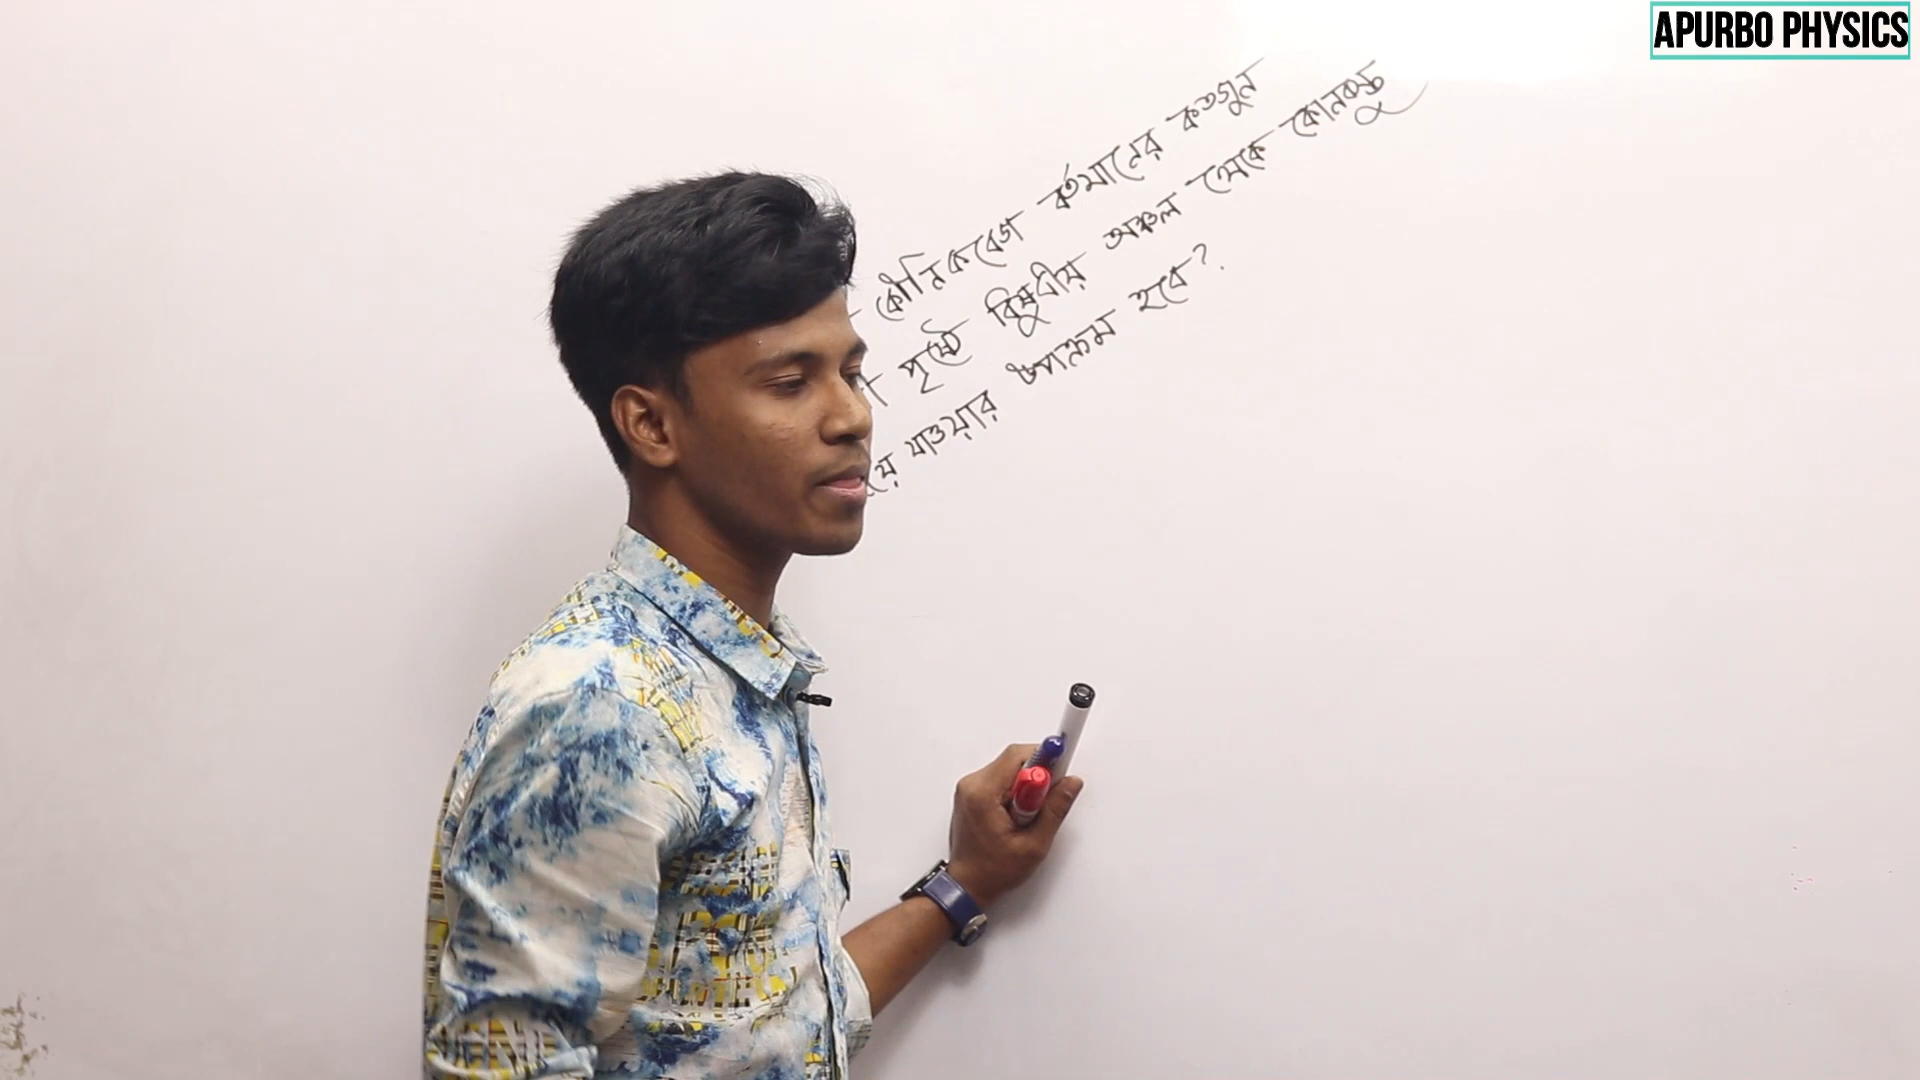 APURBO PHYSICS
কৌনিকবেগ বর্তমানের কতগুন
পৃষ্ঠে বিষুবীয় অঞ্চল থেকে কোনবস্তু
যাওয়ার উপক্রম হবে?